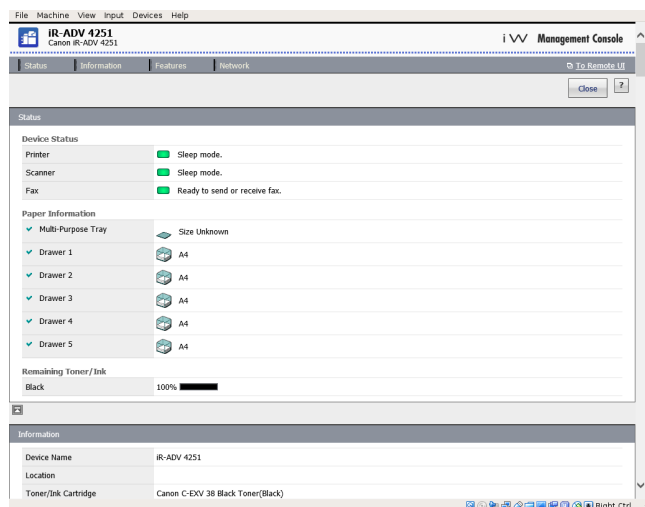 File Machine View Input Devices Help
iR-ADV 4251
Canon iR-ADV 4251
iW Management Console
Status Information Features Network To Remote UI
Close ?
Status
Device Status
Printer Sleep mode.
Scanner Sleep mode.
Fax Ready to send or receive fax.
Paper Information
Multi-Purpose Tray Size Unknown
Drawer 1 A4
Drawer 2 A4
Drawer 3 A4
Drawer 4 A4
Drawer 5 A4
Remaining Toner/Ink
Black 100%
Information
Device Name iR-ADV 4251
Location
Toner/Ink Cartridge Canon C-EXV 38 Black Toner(Black)
Right Ctrl